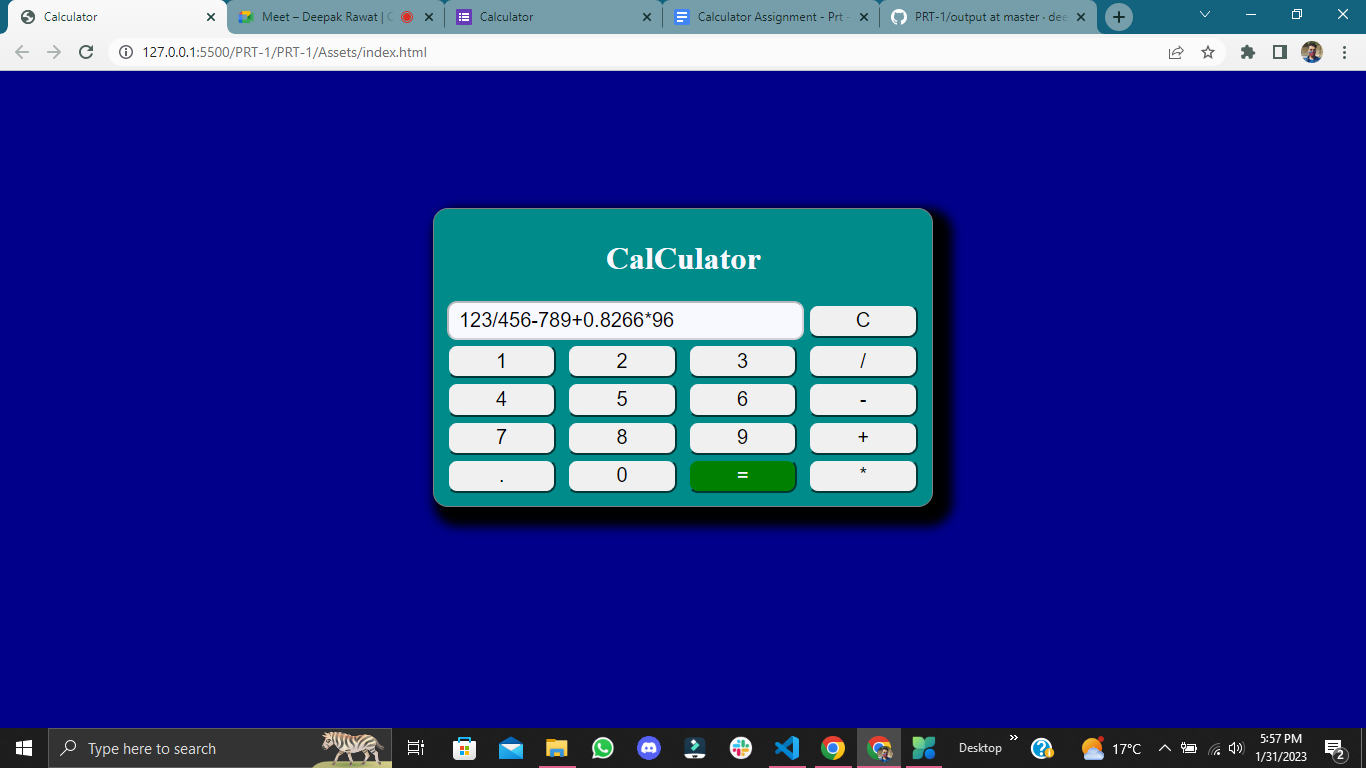 Calculator
Meet – Deepak Rawat | C
Calculator
Calculator Assignment - Prt -
PRT-1/output at master · dee
127.0.0.1:5500/PRT-1/PRT-1/Assets/index.html
CalCulator
123/456-789+0.8266*96 C
1 2 3 /
4 5 6 -
7 8 9 +
. 0 = *
Type here to search
Desktop
17°C
5:57 PM
1/31/2023
2